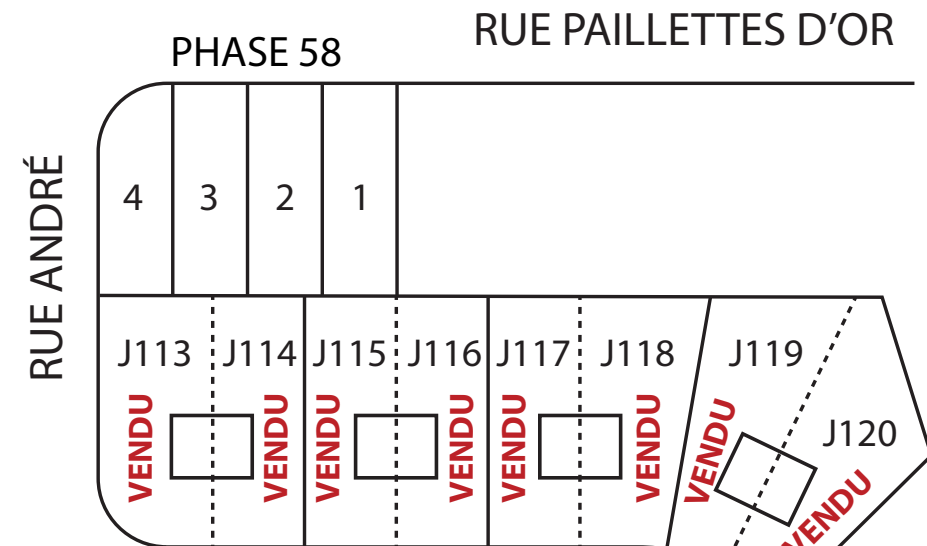 RUE PAILLETTES D'OR
PHASE 58
RUE ANDRÉ
4 3 2 1
J113 J114 J115 J116 J117 J118 J119
J120
VENDU VENDU VENDU VENDU VENDU VENDU VENDU
VENDU